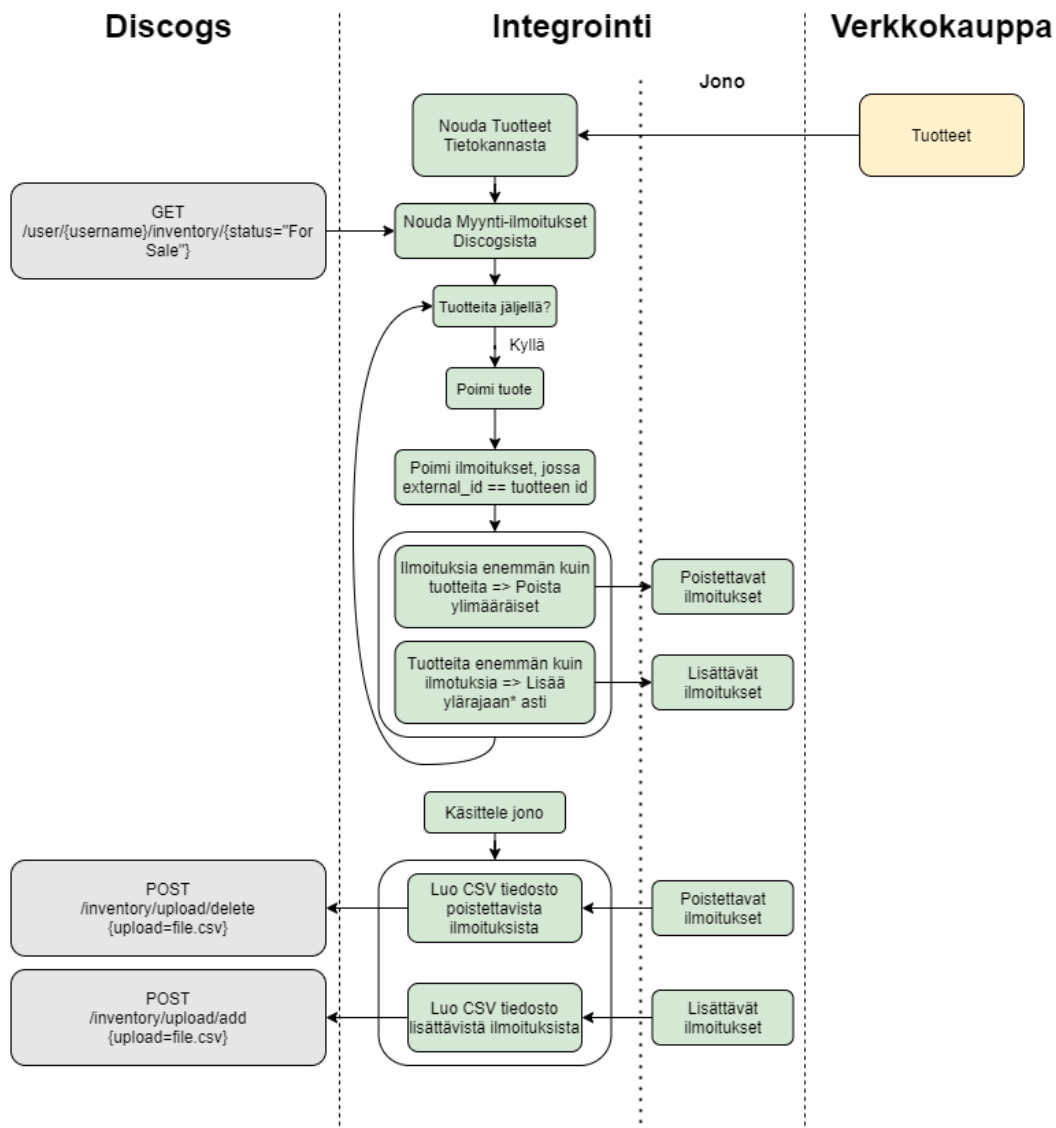 Discogs
Integrointi
Verkkokauppa
Jono
Nouda Tuotteet
Tietokannasta
Tuotteet
GET
/user/{username}/inventory/{status="For
Sale"}
Nouda Myynti-ilmoitukset
Discogsista
Tuotteita jäljellä?
Kyllä
Poimi tuote
Poimi ilmoitukset, jossa
external_id == tuotteen id
Ilmoituksia enemmän kuin
tuotteita => Poista
ylimääräiset
Poistettavat
ilmoitukset
Tuotteita enemmän kuin
ilmotuksia => Lisää
ylärajaan* asti
Lisättävät
ilmoitukset
Käsittele jono
POST
/inventory/upload/delete
{upload=file.csv}
Luo CSV tiedosto
poistettavista
ilmoituksista
Poistettavat
ilmoitukset
POST
/inventory/upload/add
{upload=file.csv}
Luo CSV tiedosto
lisättävistä ilmoituksista
Lisättävät
ilmoitukset